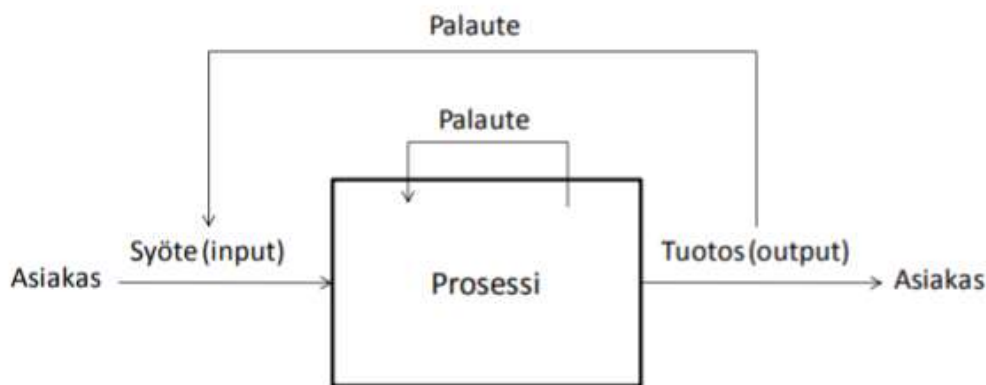 Palaute
Palaute
Syöte (input)
Tuotos (output)
Asiakas
Prosessi
Asiakas